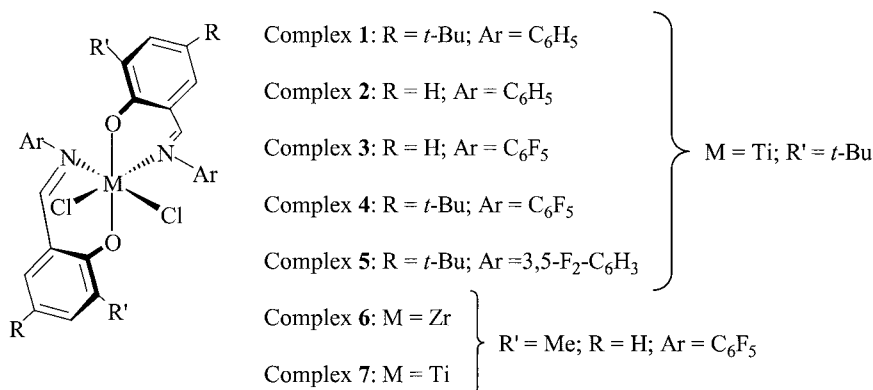 R'
R
O
Ar
N
N
Ar
M
Cl
Cl
O
R
R'
Complex 1: R = t-Bu; Ar = C₆H₅
Complex 2: R = H; Ar = C₆H₅
Complex 3: R = H; Ar = C₆F₅
Complex 4: R = t-Bu; Ar = C₆F₅
Complex 5: R = t-Bu; Ar =3,5-F₂-C₆H₃
M = Ti; R' = t-Bu
Complex 6: M = Zr
Complex 7: M = Ti
R' = Me; R = H; Ar = C₆F₅